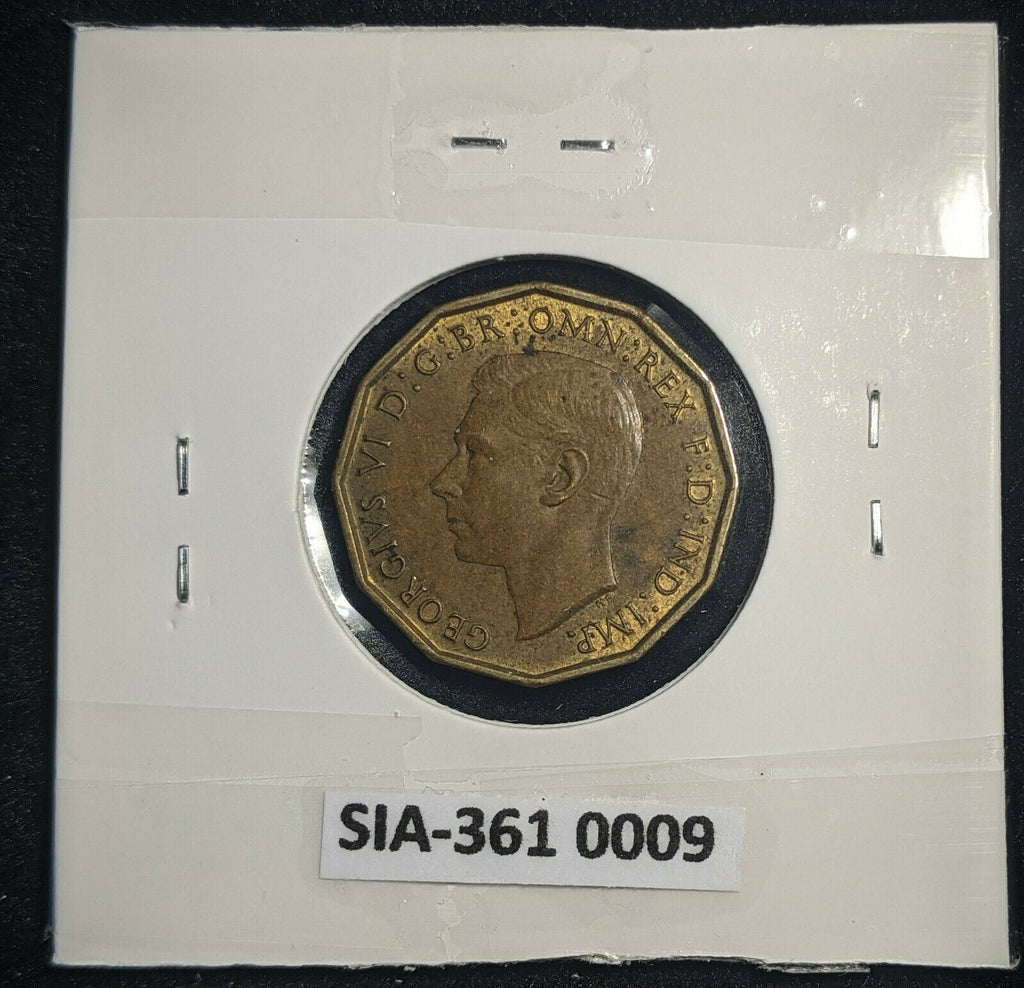 GEORGIVS VI D:G:BR:OMN:REX F:D:IND:IMP.
SIA-361 0009